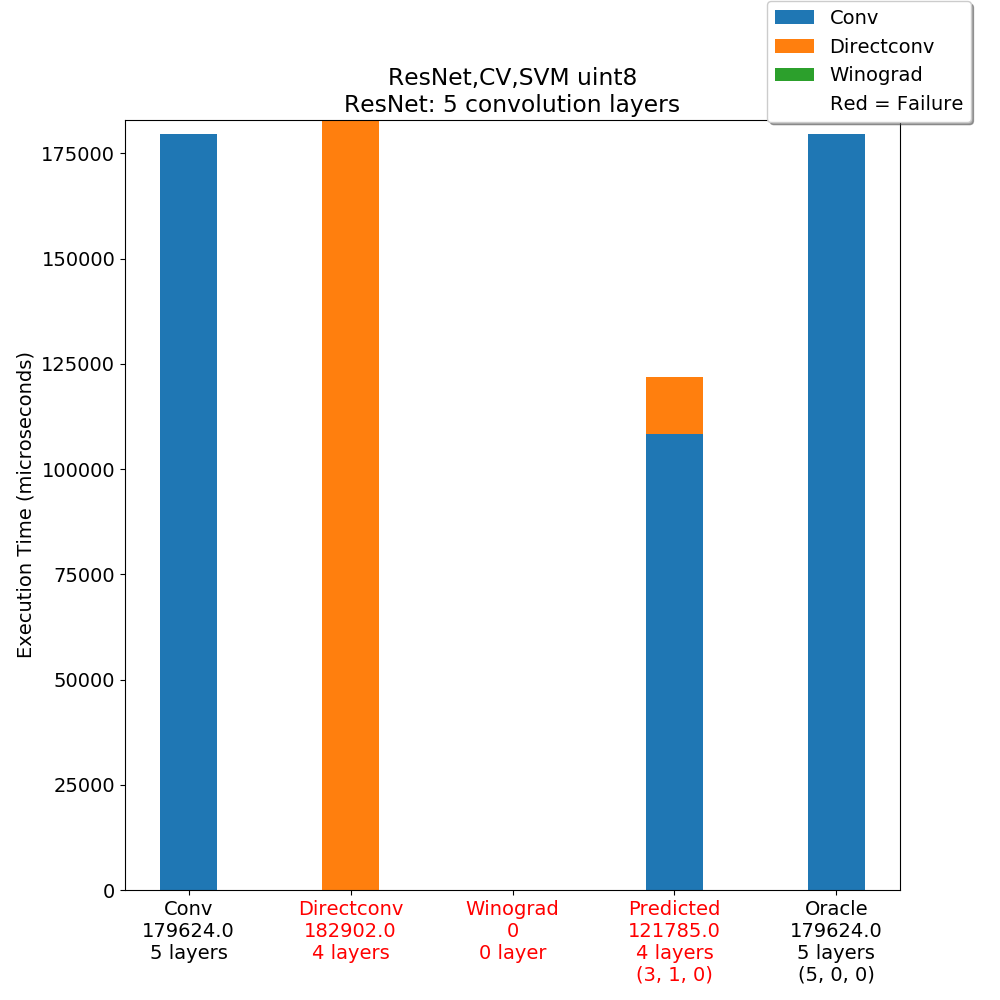 Conv
Directconv
Winograd
Red = Failure
ResNet,CV,SVM uint8
ResNet: 5 convolution layers
Execution Time (microseconds)
175000
150000
125000
100000
75000
50000
25000
0
Conv
179624.0
5 layers
Directconv
182902.0
4 layers
Winograd
0
0 layer
Predicted
121785.0
4 layers
(3, 1, 0)
Oracle
179624.0
5 layers
(5, 0, 0)